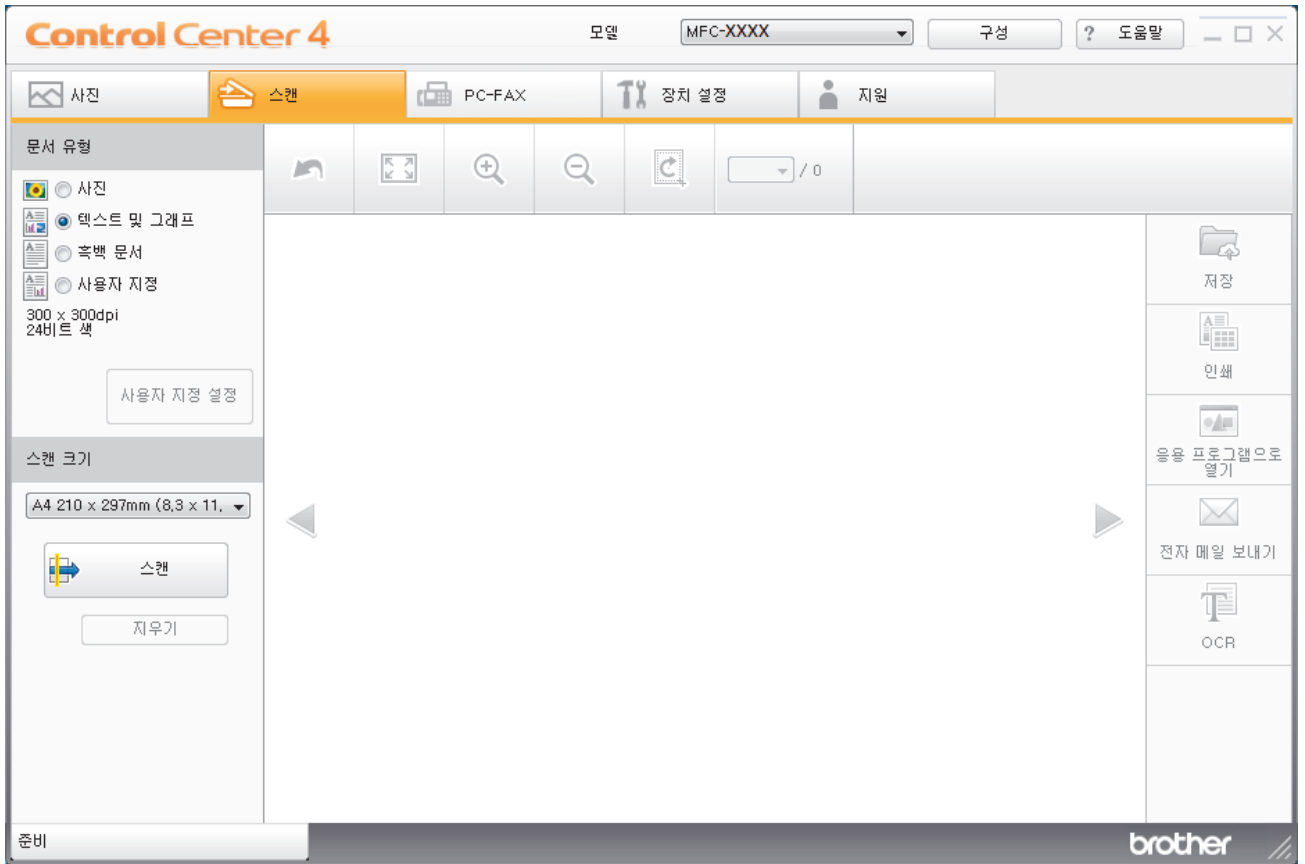 Control Center 4
모델
MFC-XXXX
구성
? 도움말
사진
스캔
PC-FAX
장치 설정
지원
문서 유형
사진
텍스트 및 그래프
흑백 문서
사용자 지정
300 x 300dpi
24비트 색
사용자 지정 설정
스캔 크기
A4 210 x 297mm (8,3 x 11,
스캔
지우기
/ 0
저장
인쇄
응용 프로그램으로
열기
전자 메일 보내기
OCR
준비
brother